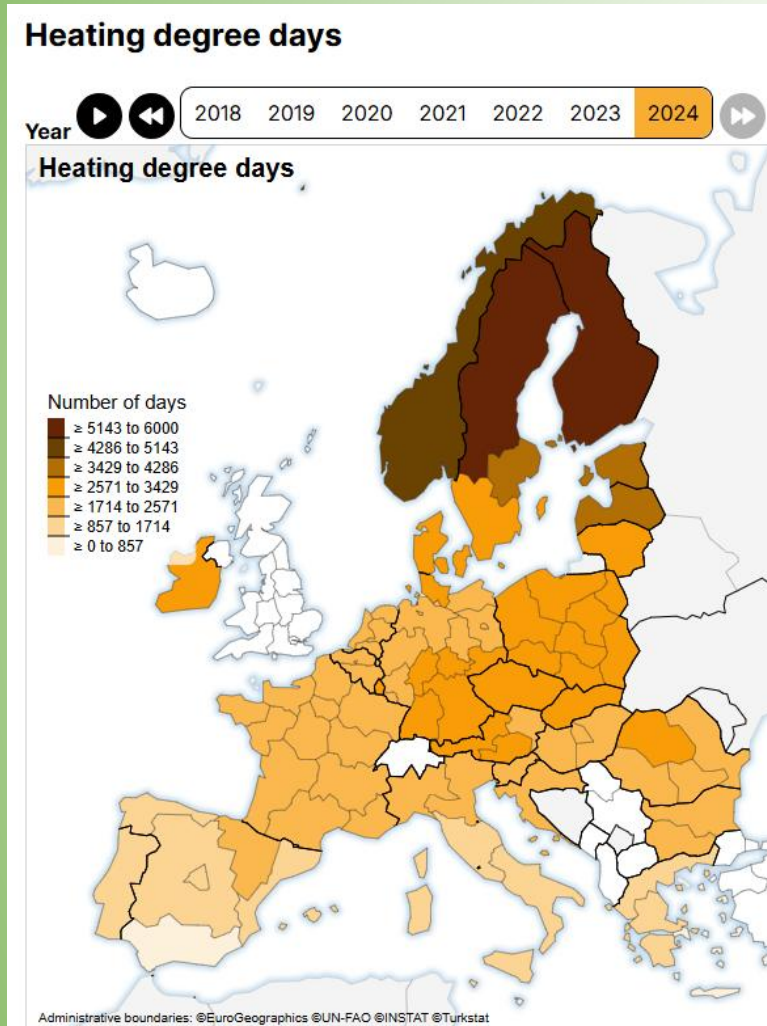 Heating degree days
Year 2018 2019 2020 2021 2022 2023 2024
Heating degree days
Number of days
≥ 5143 to 6000
≥ 4286 to 5143
≥ 3429 to 4286
≥ 2571 to 3429
≥ 1714 to 2571
≥ 857 to 1714
≥ 0 to 857
Administrative boundaries: ©EuroGeographics ©UN-FAO ©INSTAT ©Turkstat